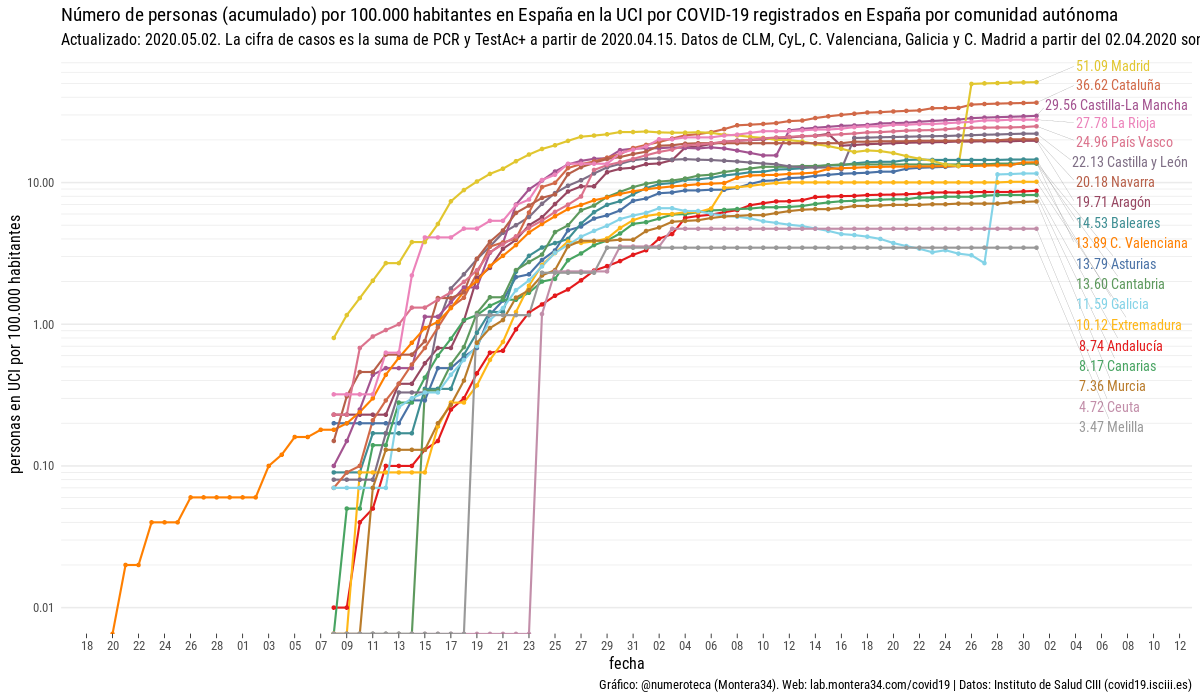 Número de personas (acumulado) por 100.000 habitantes en España en la UCI por COVID-19 registrados en España por comunidad autónoma
Actualizado: 2020.05.02. La cifra de casos es la suma de PCR y TestAc+ a partir de 2020.04.15. Datos de CLM, CyL, C. Valenciana, Galicia y C. Madrid a partir del 02.04.2020 son
personas en UCI por 100.000 habitantes
10.00
1.00
0.10
0.01
51.09 Madrid
36.62 Cataluña
29.56 Castilla-La Mancha
27.78 La Rioja
24.96 País Vasco
22.13 Castilla y León
20.18 Navarra
19.71 Aragón
14.53 Baleares
13.89 C. Valenciana
13.79 Asturias
13.60 Cantabria
11.59 Galicia
10.12 Extremadura
8.74 Andalucía
8.17 Canarias
7.36 Murcia
4.72 Ceuta
3.47 Melilla
18 20 22 24 26 28 01 03 05 07 09 11 13 15 17 19 21 23 25 27 29 31 02 04 06 08 10 12 14 16 18 20 22 24 26 28 30 02 04 06 08 10 12
fecha
Gráfico: @numeroteca (Montera34). Web: lab.montera34.com/covid19 | Datos: Instituto de Salud CIII (covid19.isciii.es)